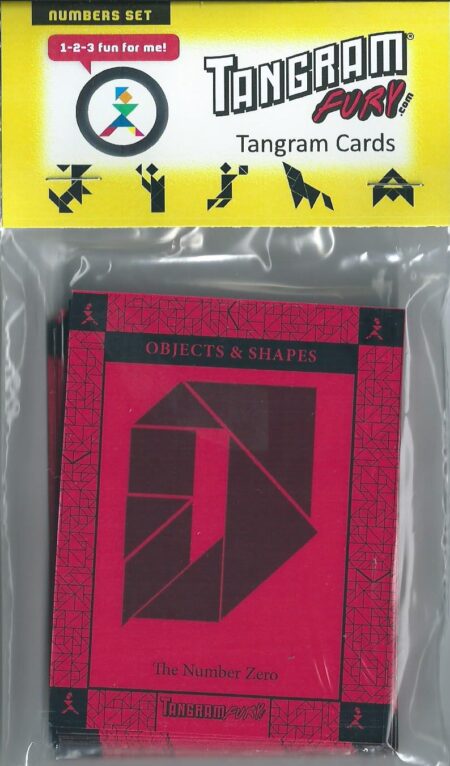 NUMBERS SET
1-2-3 fun for me!
TANGRAM®
FURY.com
Tangram Cards
OBJECTS & SHAPES
The Number Zero
TANGRAM FURY